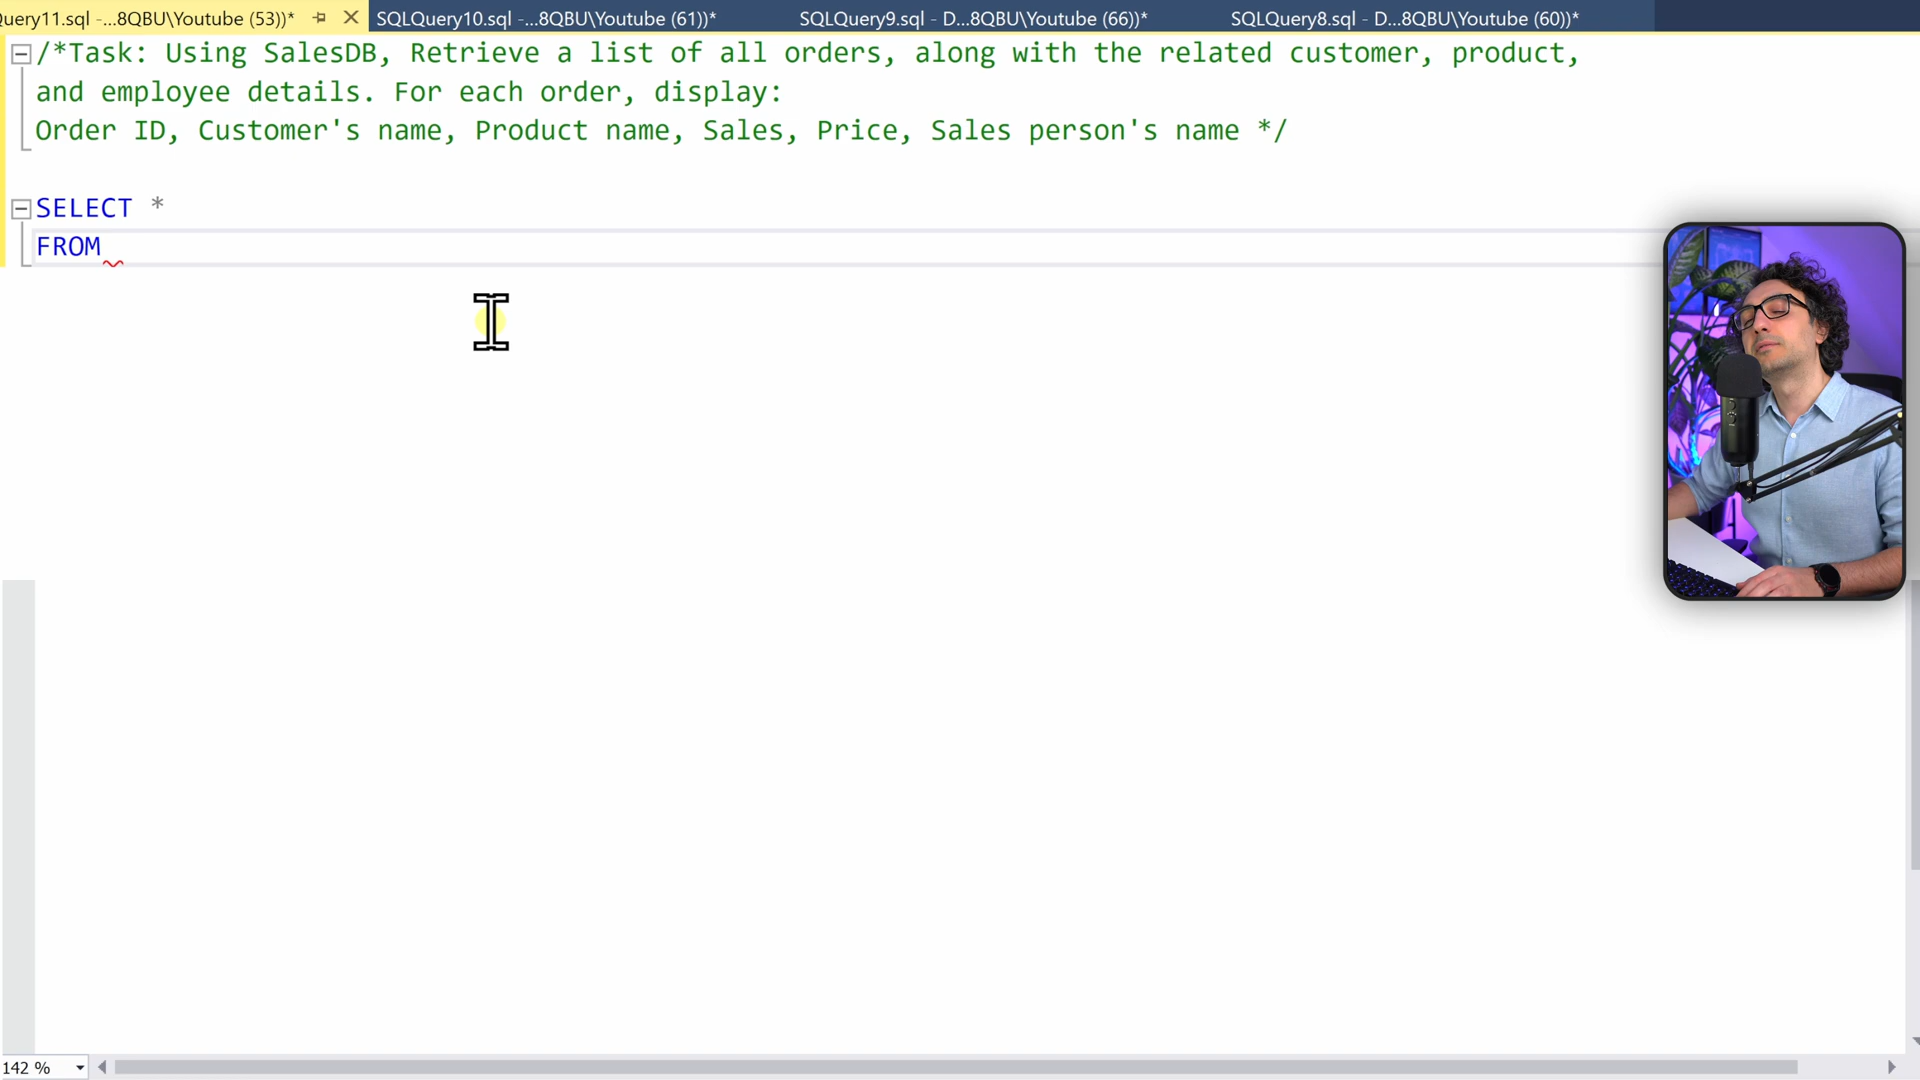 uery11.sql -...8QBU\Youtube (53))*
SQLQuery10.sql -...8QBU\Youtube (61))*
SQLQuery9.sql - D...8QBU\Youtube (66))*
SQLQuery8.sql - D...8QBU\Youtube (60))*
/*Task: Using SalesDB, Retrieve a list of all orders, along with the related customer, product,
and employee details. For each order, display:
Order ID, Customer's name, Product name, Sales, Price, Sales person's name */
SELECT *
FROM
142 %